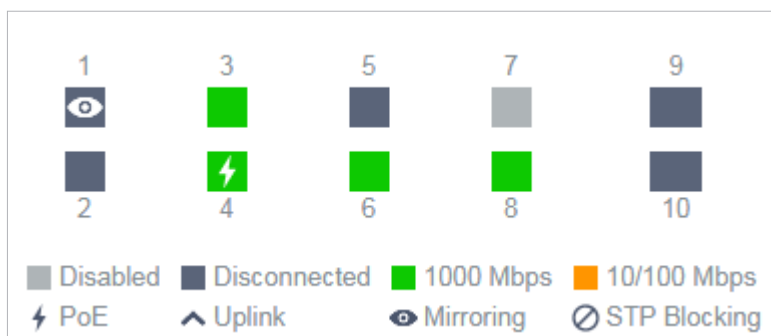 1 3 5 7 9
2 4 6 8 10
Disabled Disconnected 1000 Mbps 10/100 Mbps
PoE Uplink Mirroring STP Blocking